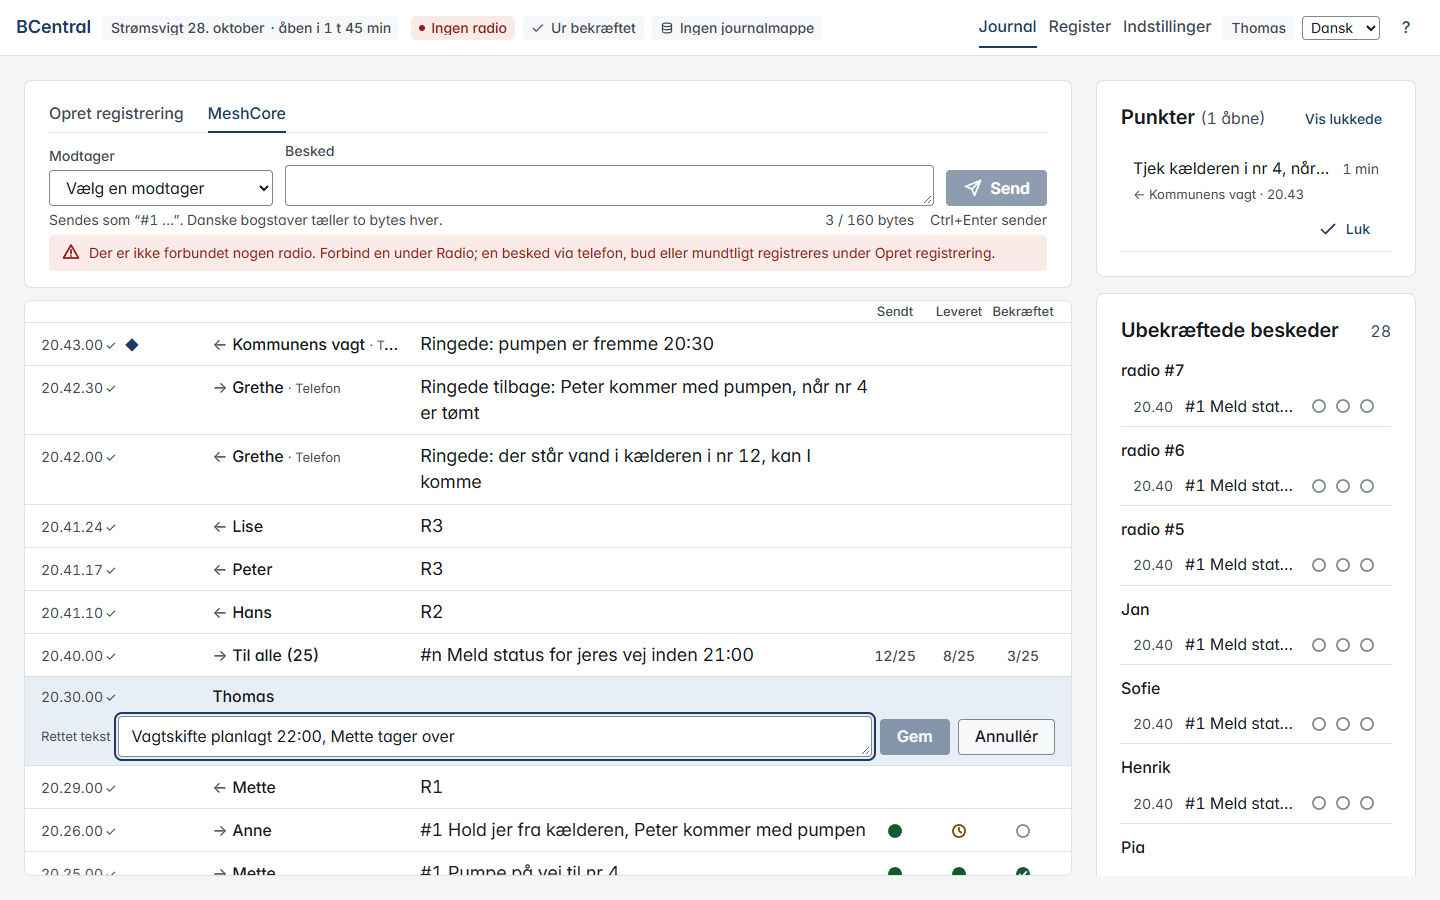 BCentral
Strømsvigt 28. oktober · åben i 1 t 45 min
Ingen radio
Ur bekræftet
Ingen journalmappe
Journal
Register
Indstillinger
Thomas
Dansk
?
Opret registrering
MeshCore
Modtager
Besked
Vælg en modtager
Send
Sendes som “#1 …”. Danske bogstaver tæller to bytes hver.
3 / 160 bytes
Ctrl+Enter sender
Der er ikke forbundet nogen radio. Forbind en under Radio; en besked via telefon, bud eller mundtligt registreres under Opret registrering.
Sendt Leveret Bekræftet
20.43.00 ← Kommunens vagt · T… Ringede: pumpen er fremme 20:30
20.42.30 → Grethe · Telefon Ringede tilbage: Peter kommer med pumpen, når nr 4
er tømt
20.42.00 ← Grethe · Telefon Ringede: der står vand i kælderen i nr 12, kan I
komme
20.41.24 ← Lise R3
20.41.17 ← Peter R3
20.41.10 ← Hans R2
20.40.00 → Til alle (25) #n Meld status for jeres vej inden 21:00 12/25 8/25 3/25
20.30.00 Thomas
Rettet tekst Vagtskifte planlagt 22:00, Mette tager over Gem Annullér
20.29.00 ← Mette R1
20.26.00 → Anne #1 Hold jer fra kælderen, Peter kommer med pumpen
20.25.00 → Mette #1 Pumpe på vej til nr 4
Punkter (1 åbne)
Vis lukkede
Tjek kælderen i nr 4, når… 1 min
← Kommunens vagt · 20.43
Luk
Ubekræftede beskeder 28
radio #7
20.40 #1 Meld stat…
radio #6
20.40 #1 Meld stat…
radio #5
20.40 #1 Meld stat…
Jan
20.40 #1 Meld stat…
Sofie
20.40 #1 Meld stat…
Henrik
20.40 #1 Meld stat…
Pia